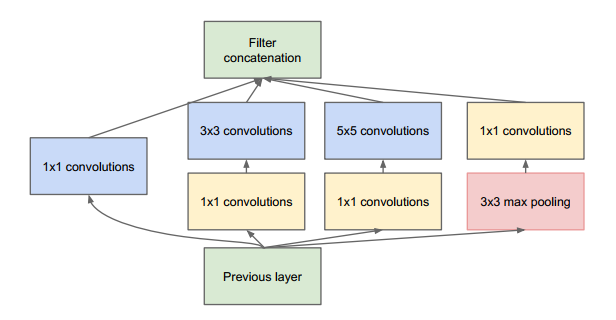 Filter
concatenation
3x3 convolutions
5x5 convolutions
1x1 convolutions
1x1 convolutions
1x1 convolutions
1x1 convolutions
3x3 max pooling
Previous layer